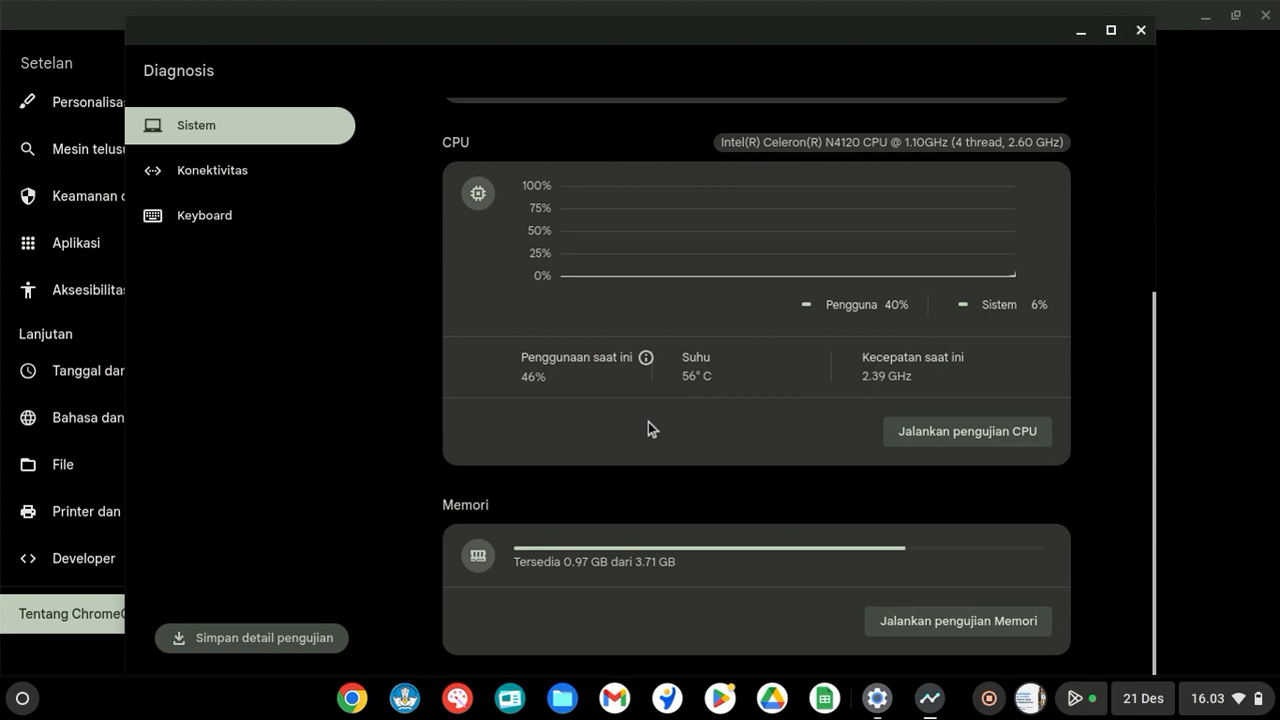 Setelan
Personalisa
Mesin telusu
Keamanan d
Aplikasi
Aksesibilita
Lanjutan
Tanggal dan
Bahasa dan
File
Printer dan
Developer
Tentang ChromeO
Diagnosis
Sistem
Konektivitas
Keyboard
Simpan detail pengujian
CPU
Intel(R) Celeron(R) N4120 CPU @ 1.10GHz (4 thread, 2.60 GHz)
100%
75%
50%
25%
0%
Pengguna 40%
Sistem 6%
Penggunaan saat ini
46%
Suhu
56° C
Kecepatan saat ini
2.39 GHz
Jalankan pengujian CPU
Memori
Tersedia 0.97 GB dari 3.71 GB
Jalankan pengujian Memori
21 Des
16.03